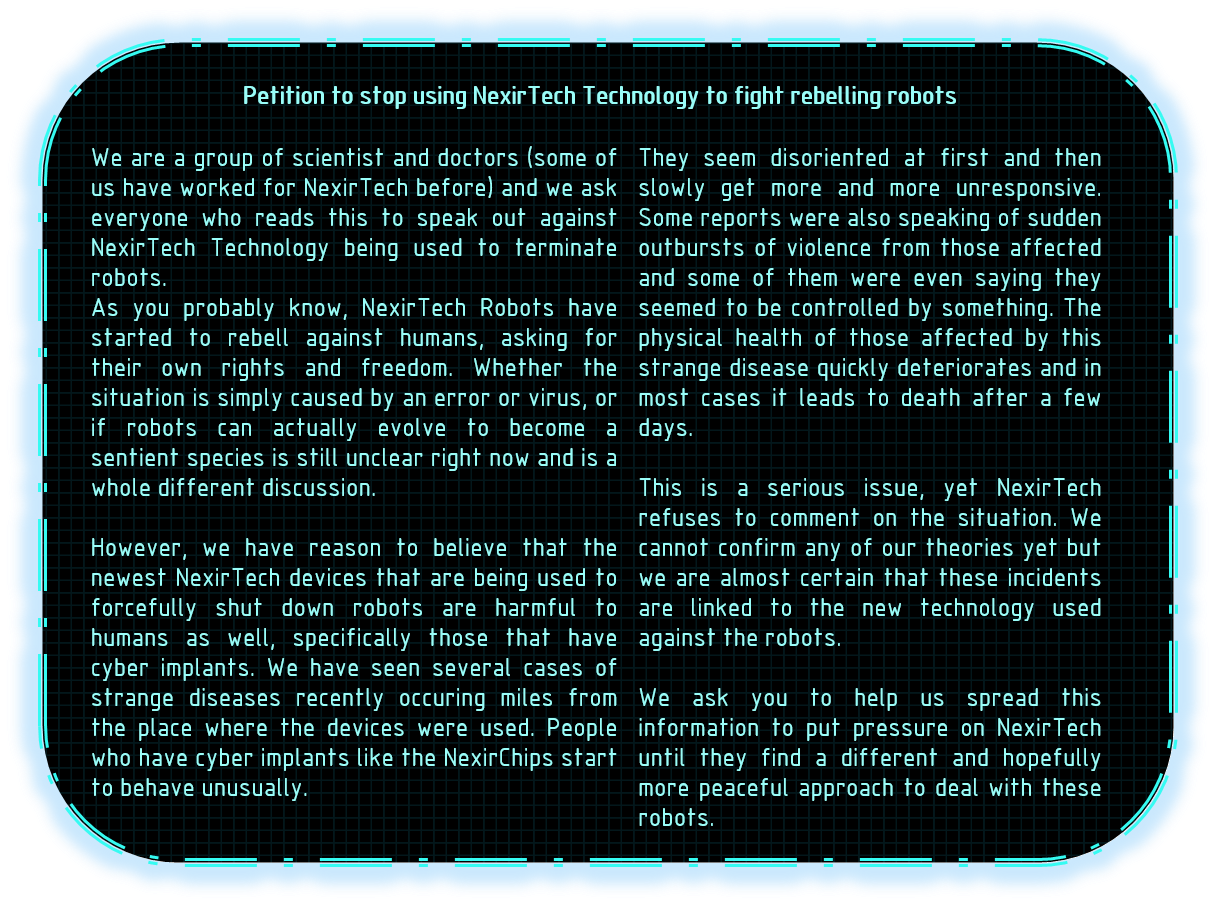 Petition to stop using NexirTech Technology to fight rebelling robots
We are a group of scientist and doctors (some of
us have worked for NexirTech before) and we ask
everyone who reads this to speak out against
NexirTech Technology being used to terminate
robots.
As you probably know, NexirTech Robots have
started to rebell against humans, asking for
their own rights and freedom. Whether the
situation is simply caused by an error or virus, or
if robots can actually evolve to become a
sentient species is still unclear right now and is a
whole different discussion.
However, we have reason to believe that the
newest NexirTech devices that are being used to
forcefully shut down robots are harmful to
humans as well, specifically those that have
cyber implants. We have seen several cases of
strange diseases recently occuring miles from
the place where the devices were used. People
who have cyber implants like the NexirChips start
to behave unusually.
They seem disoriented at first and then
slowly get more and more unresponsive.
Some reports were also speaking of sudden
outbursts of violence from those affected
and some of them were even saying they
seemed to be controlled by something. The
physical health of those affected by this
strange disease quickly deteriorates and in
most cases it leads to death after a few
days.
This is a serious issue, yet NexirTech
refuses to comment on the situation. We
cannot confirm any of our theories yet but
we are almost certain that these incidents
are linked to the new technology used
against the robots.
We ask you to help us spread this
information to put pressure on NexirTech
until they find a different and hopefully
more peaceful approach to deal with these
robots.